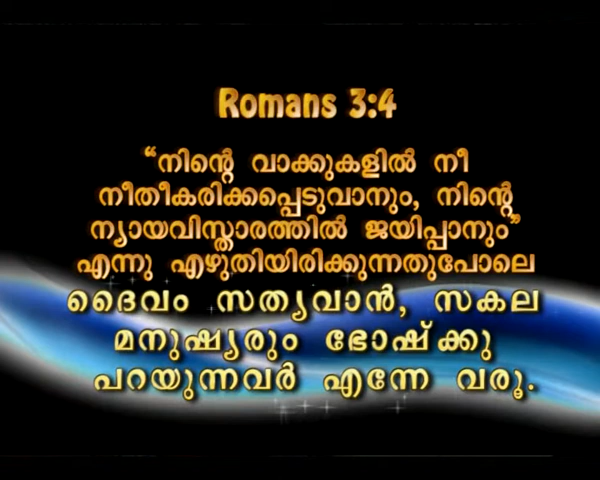 Romans 3:4
“നിന്റെ വാക്കുകളിൽ നീ
നീതീകരിക്കപ്പെടുവാനും, നിന്റെ
ന്യായവിസ്താരത്തിൽ ജയിപ്പാനും”
എന്നു എഴുതിയിരിക്കുന്നതുപോലെ
ദൈവം സത്യവാൻ, സകല
മനുഷ്യരും ഭോഷ്ക്കു
പറയുന്നവർ എന്നേ വരൂ.